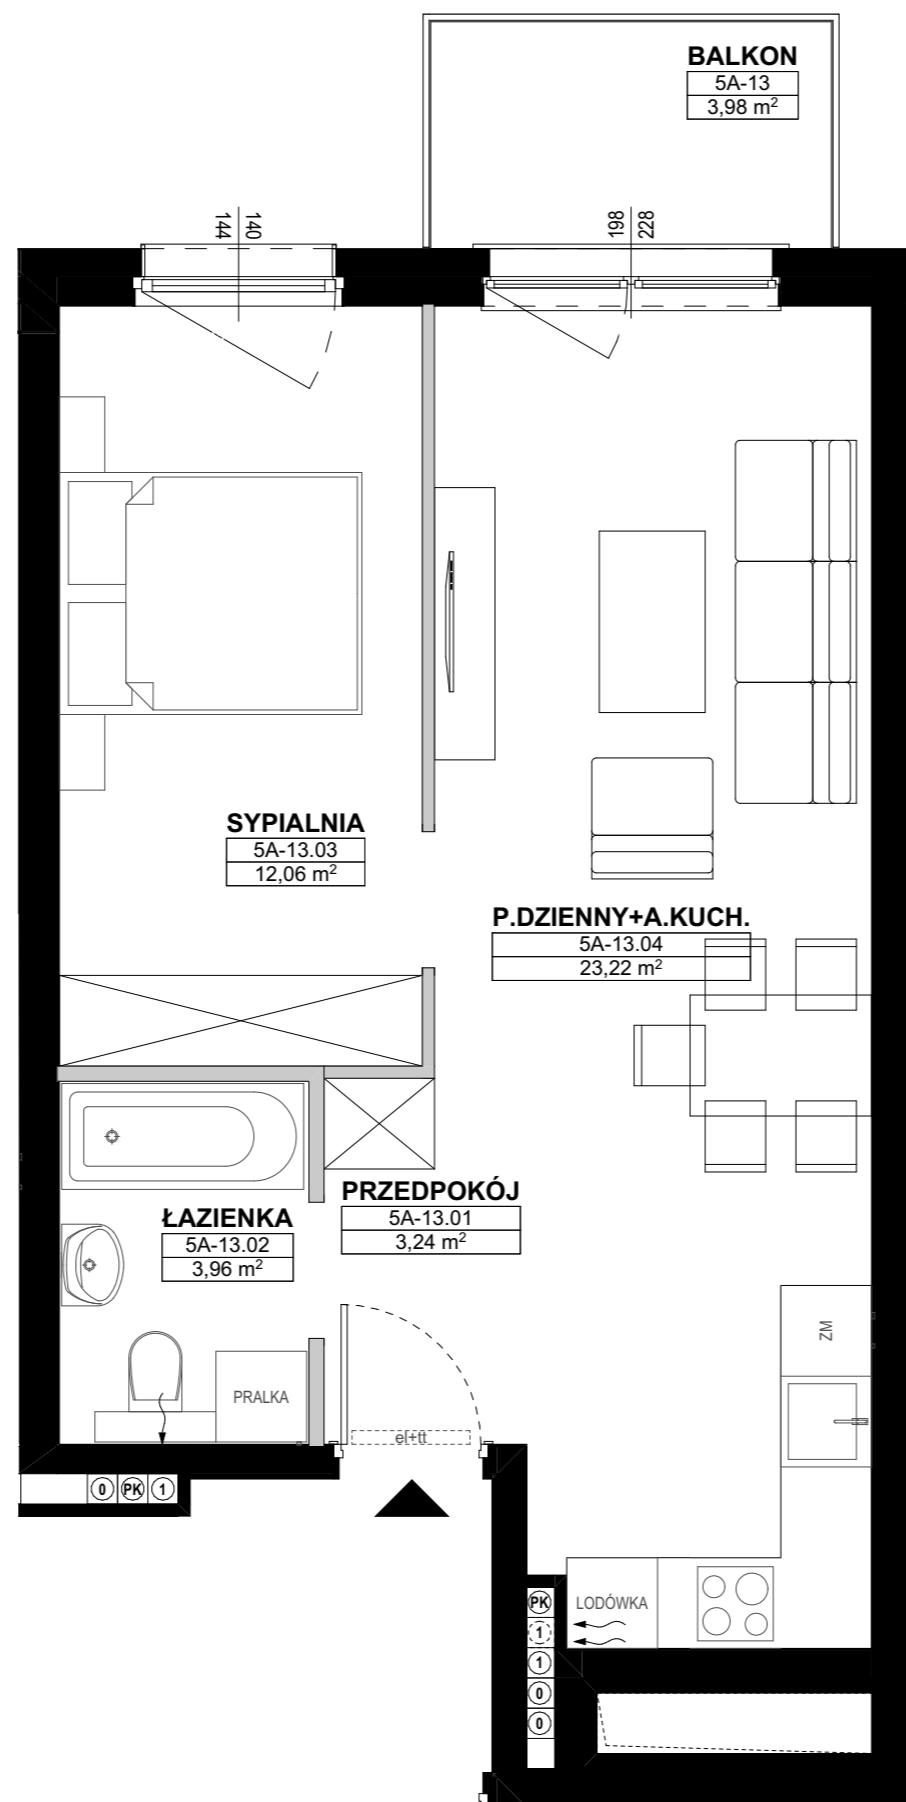 BALKON
5A-13
3,98 m²
144
140
198
228
SYPIALNIA
5A-13.03
12,06 m²
P.DZIENNY+A.KUCH.
5A-13.04
23,22 m²
PRZEDPOKÓJ
5A-13.01
3,24 m²
ŁAZIENKA
5A-13.02
3,96 m²
ZM
PRALKA
el+tt
0
PK
1
LODÓWKA
PK
1
1
0
0